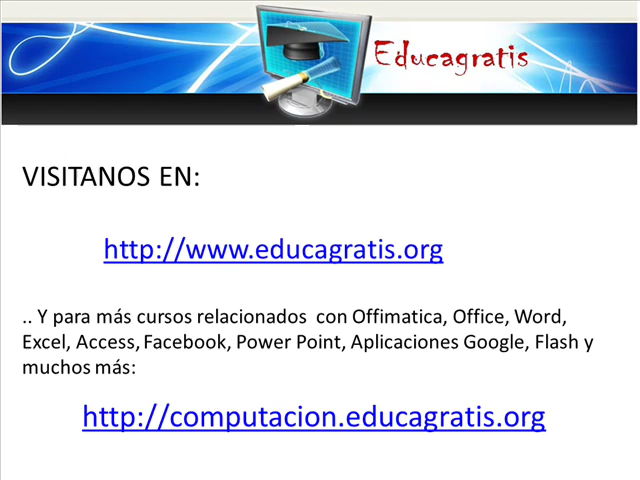 Educagratis
VISITANOS EN:
http://www.educagratis.org
.. Y para más cursos relacionados con Offimatica, Office, Word,
Excel, Access, Facebook, Power Point, Aplicaciones Google, Flash y
muchos más:
http://computacion.educagratis.org